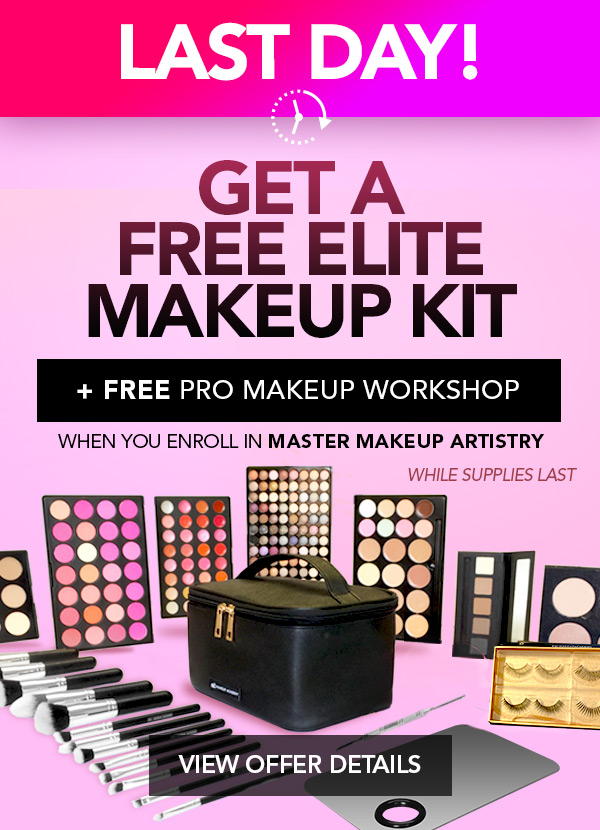 LAST DAY!
GET A
FREE ELITE
MAKEUP KIT
+ FREE PRO MAKEUP WORKSHOP
WHEN YOU ENROLL IN MASTER MAKEUP ARTISTRY
WHILE SUPPLIES LAST
VIEW OFFER DETAILS